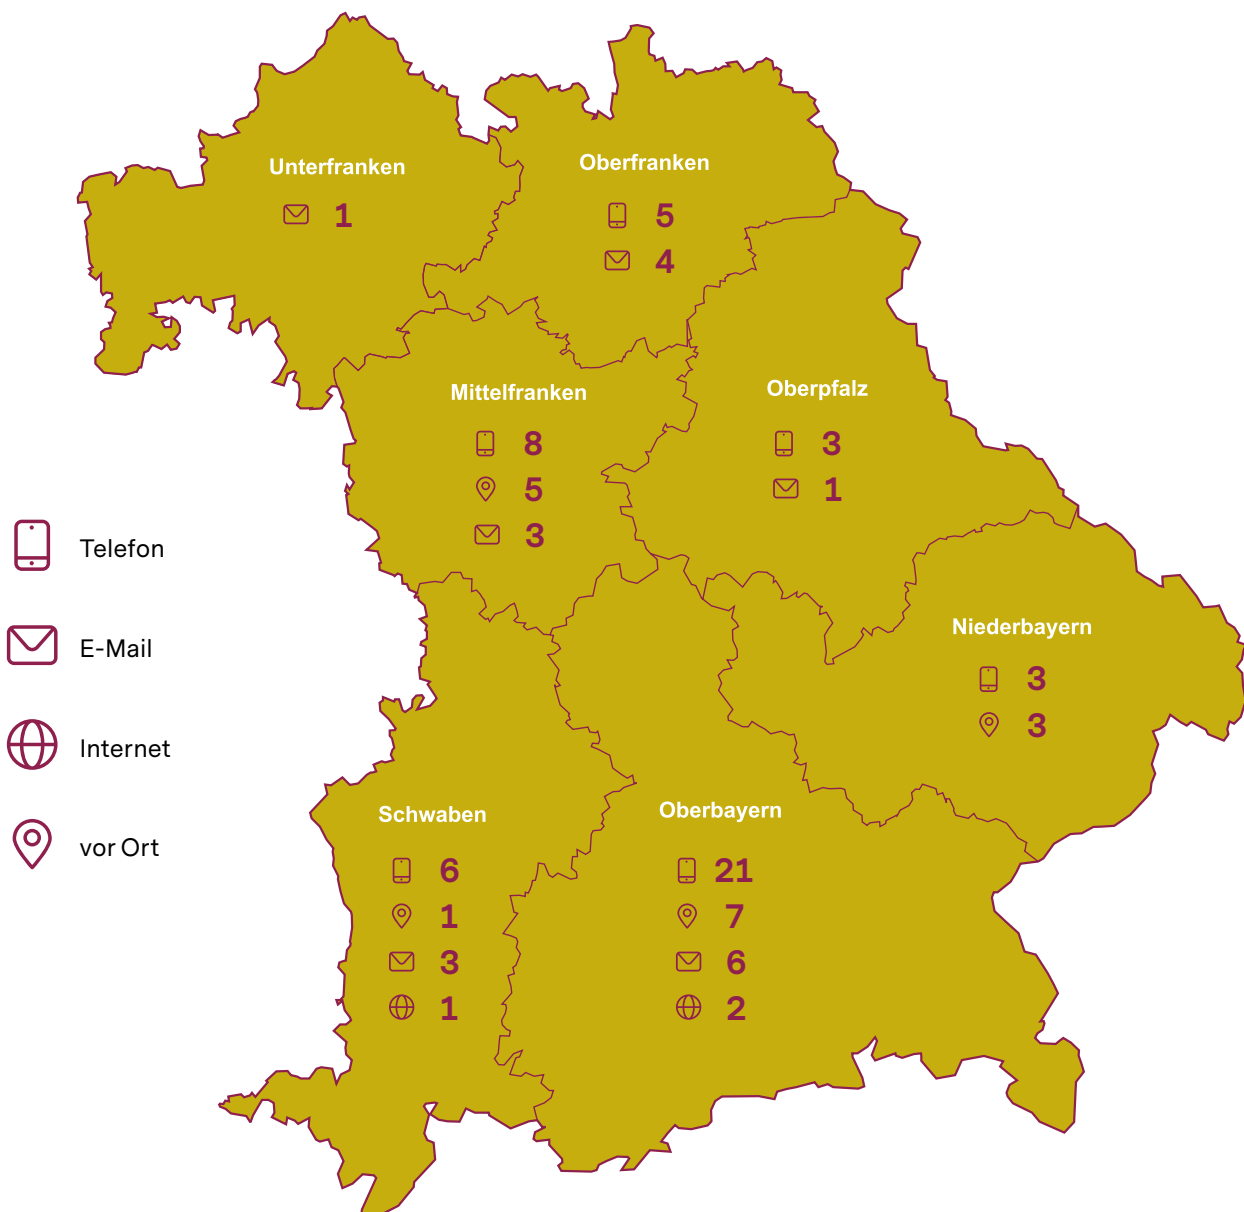 Unterfranken
1
Oberfranken
5
4
Mittelfranken
8
5
3
Oberpfalz
3
1
Telefon
E-Mail
Internet
vor Ort
Niederbayern
3
3
Schwaben
6
1
3
1
Oberbayern
21
7
6
2